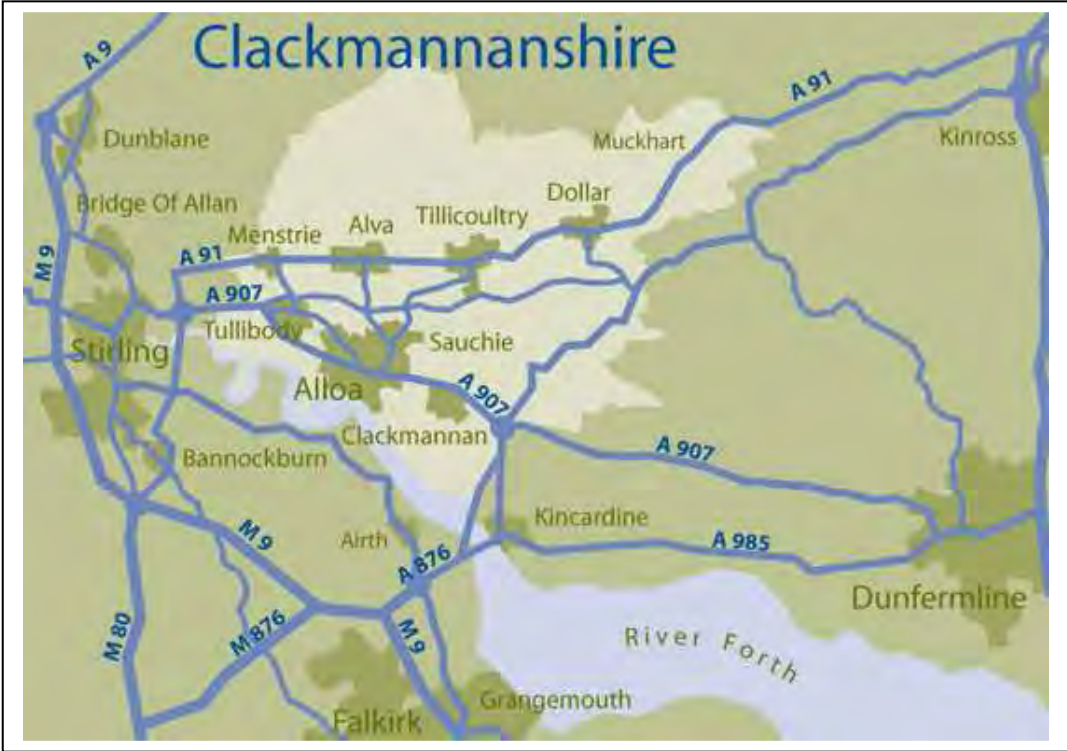 Clackmannanshire
A 9
A 91
Muckhart
Kinross
Dunblane
Dollar
Bridge Of Allan
Tillicoultry
Alva
Menstrie
M 9
A 91
A 907
Tullibody
Sauchie
Stirling
Alloa
A 907
Clackmannan
A 907
Bannockburn
Kincardine
Airth
M 9
A 985
A 876
Dunfermline
M 80
M 876
M 9
River Forth
Grangemouth
Falkirk